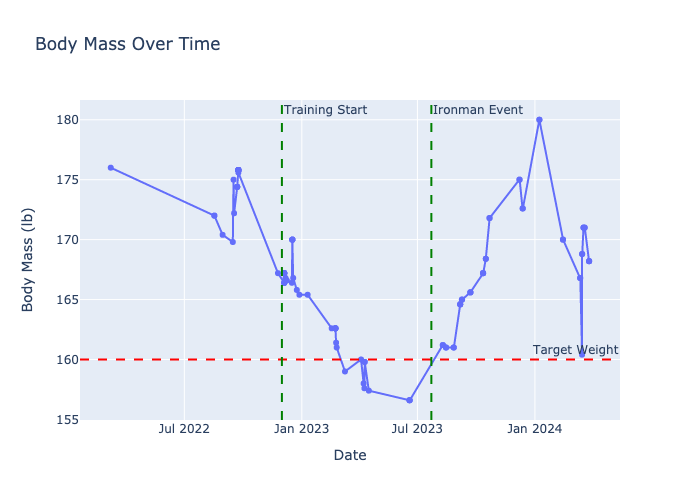 Body Mass Over Time
Training Start
Ironman Event
180
175
170
165
160
155
Target Weight
Body Mass (lb)
Jul 2022
Jan 2023
Jul 2023
Jan 2024
Date